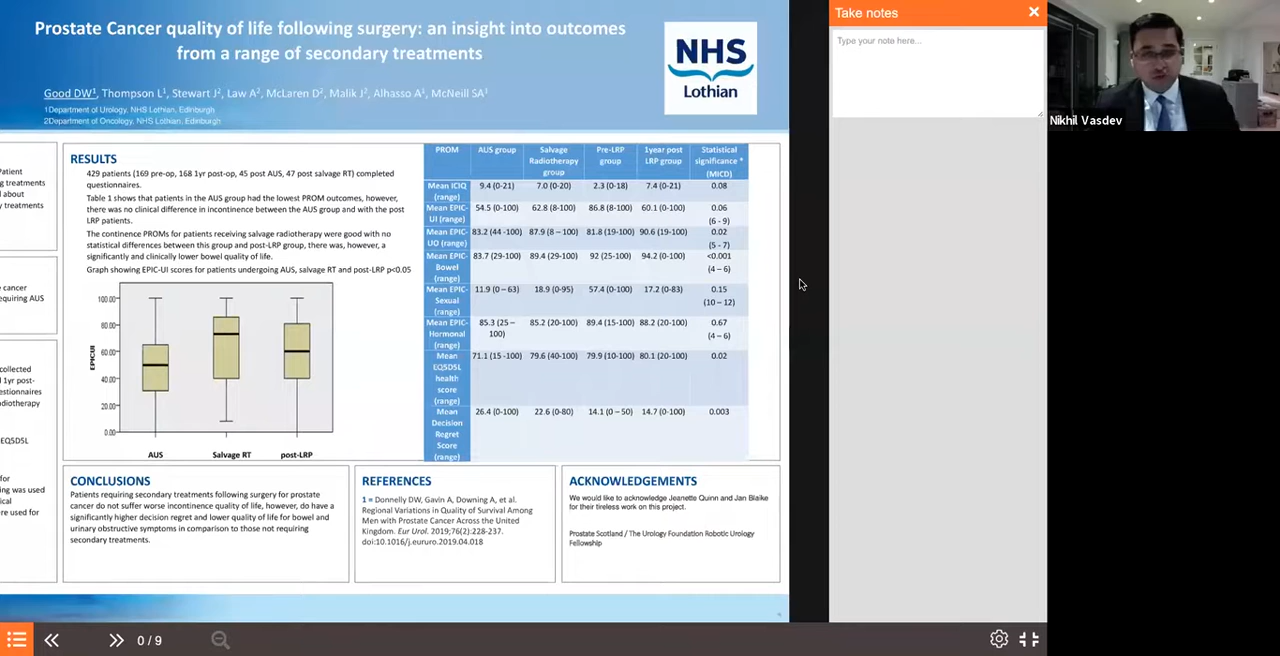 Prostate Cancer quality of life following surgery: an insight into outcomes
from a range of secondary treatments
Good DW¹, Thompson L¹, Stewart J², Law A², McLaren D², Malik J², Alhasso A¹, McNeill SA¹
1Department of Urology, NHS Lothian, Edinburgh
2Department of Oncology, NHS Lothian, Edinburgh
NHS
Lothian
Patient
ng treatments
about
y treatments
e cancer
equiring AUS
ollected
1yr post-
estionnaires
diotherapy
EQ5D5L
for
ing was used
ical
re used for
RESULTS
429 patients (169 pre-op, 168 1yr post-op, 45 post AUS, 47 post salvage RT) completed
questionnaires.
Table 1 shows that patients in the AUS group had the lowest PROM outcomes, however,
there was no clinical difference in incontinence between the AUS group and with the post
LRP patients.
The continence PROMs for patients receiving salvage radiotherapy were good with no
statistical differences between this group and post-LRP group, there was, however, a
significantly and clinically lower bowel quality of life.
Graph showing EPIC-UI scores for patients undergoing AUS, salvage RT and post-LRP p<0.05
100.00
80.00
60.00
40.00
20.00
0.00
AUS
Salvage RT
post-LRP
PROM AUS group Salvage Radiotherapy group Pre-LRP group 1year post LRP group Statistical significance * (MICD)
Mean ICIQ (range) 9.4 (0-21) 7.0 (0-20) 2.3 (0-18) 7.4 (0-21) 0.08
Mean EPIC-UI (range) 54.5 (0-100) 62.8 (8-100) 86.8 (8-100) 60.1 (0-100) 0.06 (6 - 9)
Mean EPIC-UO (range) 83.2 (44 -100) 87.9 (8 – 100) 81.8 (19-100) 90.6 (19-100) 0.02 (5 - 7)
Mean EPIC-Bowel (range) 83.7 (29-100) 89.4 (29-100) 92 (25-100) 94.2 (0-100) <0.001 (4 – 6)
Mean EPIC-Sexual (range) 11.9 (0 – 63) 18.9 (0-95) 57.4 (0-100) 17.2 (0-83) 0.15 (10 – 12)
Mean EPIC-Hormonal (range) 85.3 (25 – 100) 85.2 (20-100) 89.4 (15-100) 88.2 (20-100) 0.67 (4 – 6)
Mean EQ5D5L health score (range) 71.1 (15 -100) 79.6 (40-100) 79.9 (10-100) 80.1 (20-100) 0.02
Mean Decision Regret Score (range) 26.4 (0-100) 22.6 (0-80) 14.1 (0 – 50) 14.7 (0-100) 0.003
CONCLUSIONS
Patients requiring secondary treatments following surgery for prostate
cancer do not suffer worse incontinence quality of life, however, do have a
significantly higher decision regret and lower quality of life for bowel and
urinary obstructive symptoms in comparison to those not requiring
secondary treatments.
REFERENCES
1 = Donnelly DW, Gavin A, Downing A, et al.
Regional Variations in Quality of Survival Among
Men with Prostate Cancer Across the United
Kingdom. Eur Urol. 2019;76(2):228-237.
doi:10.1016/j.eururo.2019.04.018
ACKNOWLEDGEMENTS
We would like to acknowledge Jeanette Quinn and Jan Blaike
for their tireless work on this project.
Prostate Scotland / The Urology Foundation Robotic Urology
Fellowship
0 / 9
Take notes
Type your note here...
Nikhil Vasdev